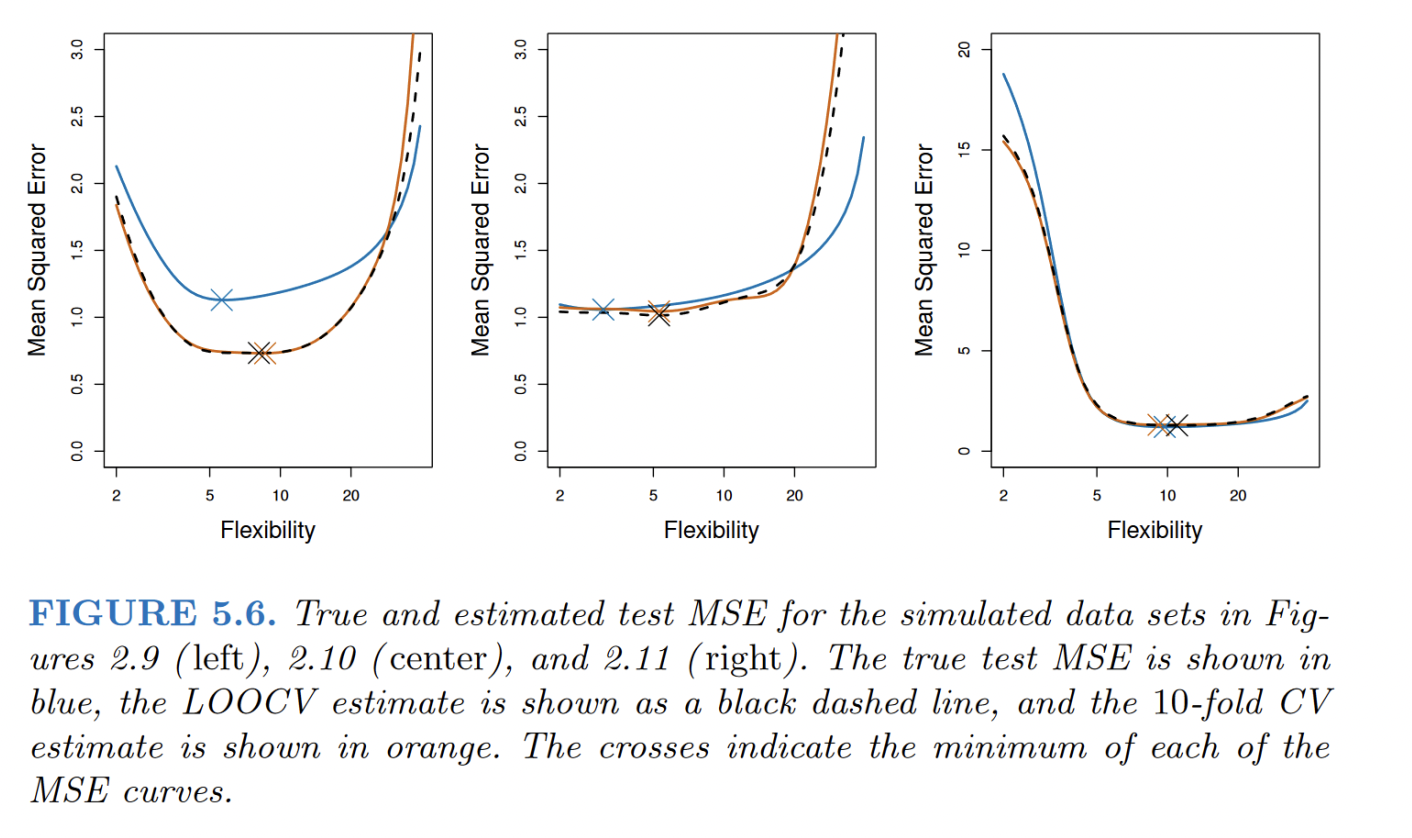 3.0
2.5
2.0
1.5
1.0
0.5
0.0
Mean Squared Error
2 5 10 20
Flexibility
3.0
2.5
2.0
1.5
1.0
0.5
0.0
Mean Squared Error
2 5 10 20
Flexibility
20
15
10
5
0
Mean Squared Error
2 5 10 20
Flexibility
FIGURE 5.6. True and estimated test MSE for the simulated data sets in Fig-
ures 2.9 (left), 2.10 (center), and 2.11 (right). The true test MSE is shown in
blue, the LOOCV estimate is shown as a black dashed line, and the 10-fold CV
estimate is shown in orange. The crosses indicate the minimum of each of the
MSE curves.